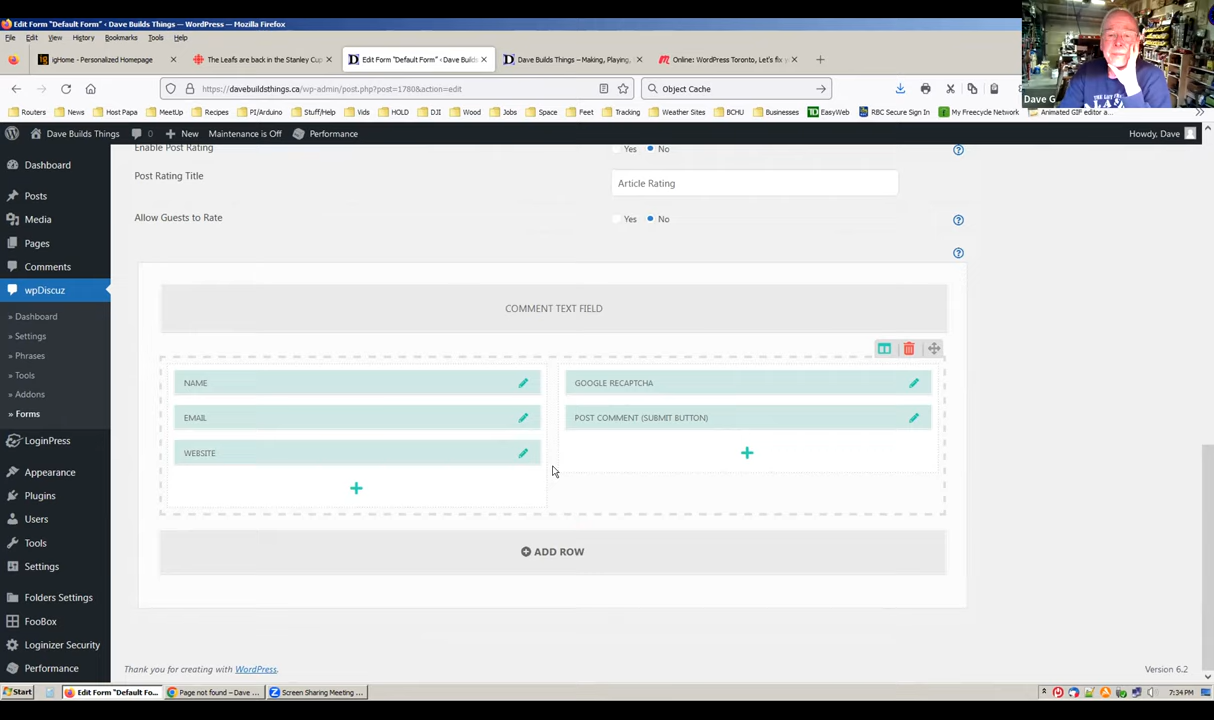 Edit Form "Default Form" ‹ Dave Builds Things — WordPress — Mozilla Firefox
File Edit View History Bookmarks Tools Help
igHome - Personalized Homepage
The Leafs are back in the Stanley Cup
Edit Form "Default Form" ‹ Dave Builds
Dave Builds Things – Making, Playing,
Online: WordPress Toronto, Let's fix y
https://davebuildsthings.ca/wp-admin/post.php?post=1780&action=edit
Object Cache
Dave G
Routers News Host Papa MeetUp Recipes PI/Arduino Stuff/Help Vids HOLD DJI Wood Jobs Space Feet Tracking Weather Sites BCHU Businesses EasyWeb RBC Secure Sign In My Freecycle Network Animated GIF editor a...
Dave Builds Things 0 New Maintenance is Off Performance Howdy, Dave
Dashboard
Posts
Media
Pages
Comments
wpDiscuz
» Dashboard
» Settings
» Phrases
» Tools
» Addons
» Forms
LoginPress
Appearance
Plugins
Users
Tools
Settings
Folders Settings
FooBox
Loginizer Security
Performance
Enable Post Rating Yes No
Post Rating Title Article Rating
Allow Guests to Rate Yes No
COMMENT TEXT FIELD
NAME
EMAIL
WEBSITE
GOOGLE RECAPTCHA
POST COMMENT (SUBMIT BUTTON)
ADD ROW
Thank you for creating with WordPress.
Version 6.2
Start Edit Form "Default Fo... Page not found – Dave ... Screen Sharing Meeting ... 7:34 PM